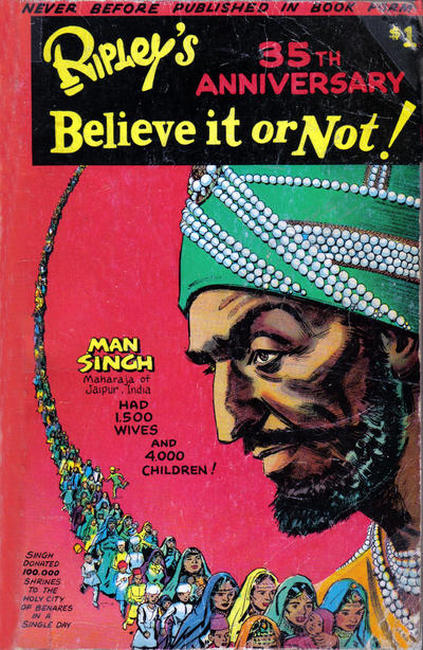 NEVER BEFORE PUBLISHED IN BOOK FORM
$1
RIPLEY'S
35TH
ANNIVERSARY
Believe it or Not!
MAN
SINGH
Maharaja of
Jaipur, India
HAD
1,500
WIVES
AND
4,000
CHILDREN!
SINGH
DONATED
100,000
SHRINES
TO THE
HOLY CITY
OF BENARES
IN A
SINGLE DAY